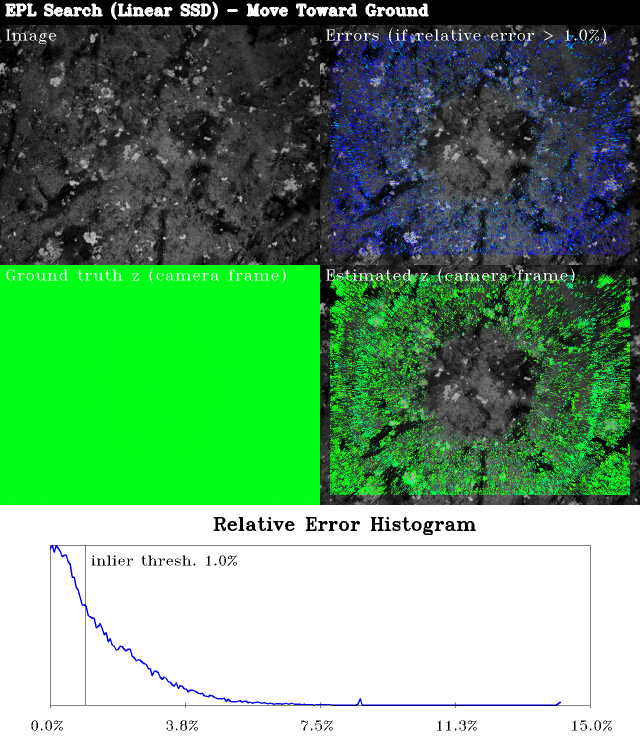 EPL Search (Linear SSD) - Move Toward Ground
Image
Errors (if relative error > 1.0%)
Ground truth z (camera frame)
Estimated z (camera frame)
Relative Error Histogram
inlier thresh. 1.0%
0.0% 3.8% 7.5% 11.3% 15.0%